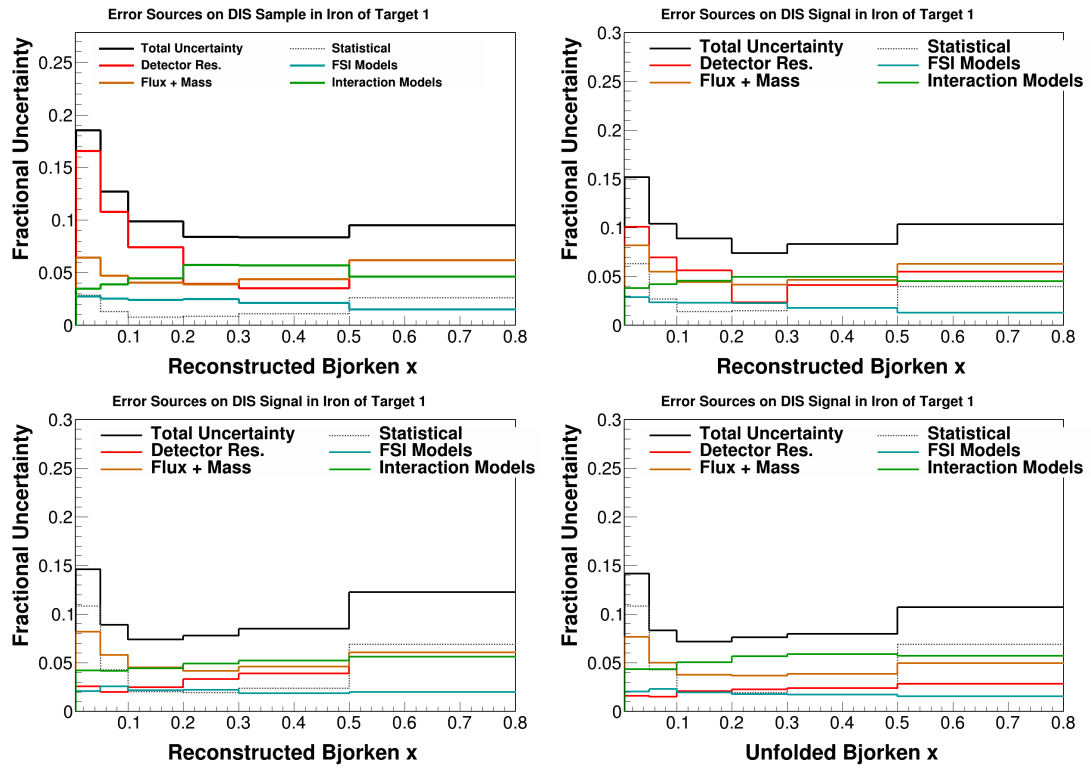 Error Sources on DIS Sample in Iron of Target 1
Fractional Uncertainty
Total Uncertainty
Statistical
Detector Res.
FSI Models
Flux + Mass
Interaction Models
0.25
0.2
0.15
0.1
0.05
0
0.1 0.2 0.3 0.4 0.5 0.6 0.7 0.8
Reconstructed Bjorken x
Error Sources on DIS Signal in Iron of Target 1
Fractional Uncertainty
Total Uncertainty
Statistical
Detector Res.
FSI Models
Flux + Mass
Interaction Models
0.3
0.25
0.2
0.15
0.1
0.05
0
0.1 0.2 0.3 0.4 0.5 0.6 0.7 0.8
Reconstructed Bjorken x
Error Sources on DIS Signal in Iron of Target 1
Fractional Uncertainty
Total Uncertainty
Statistical
Detector Res.
FSI Models
Flux + Mass
Interaction Models
0.3
0.25
0.2
0.15
0.1
0.05
0
0.1 0.2 0.3 0.4 0.5 0.6 0.7 0.8
Reconstructed Bjorken x
Error Sources on DIS Signal in Iron of Target 1
Fractional Uncertainty
Total Uncertainty
Statistical
Detector Res.
FSI Models
Flux + Mass
Interaction Models
0.3
0.25
0.2
0.15
0.1
0.05
0
0.1 0.2 0.3 0.4 0.5 0.6 0.7 0.8
Unfolded Bjorken x